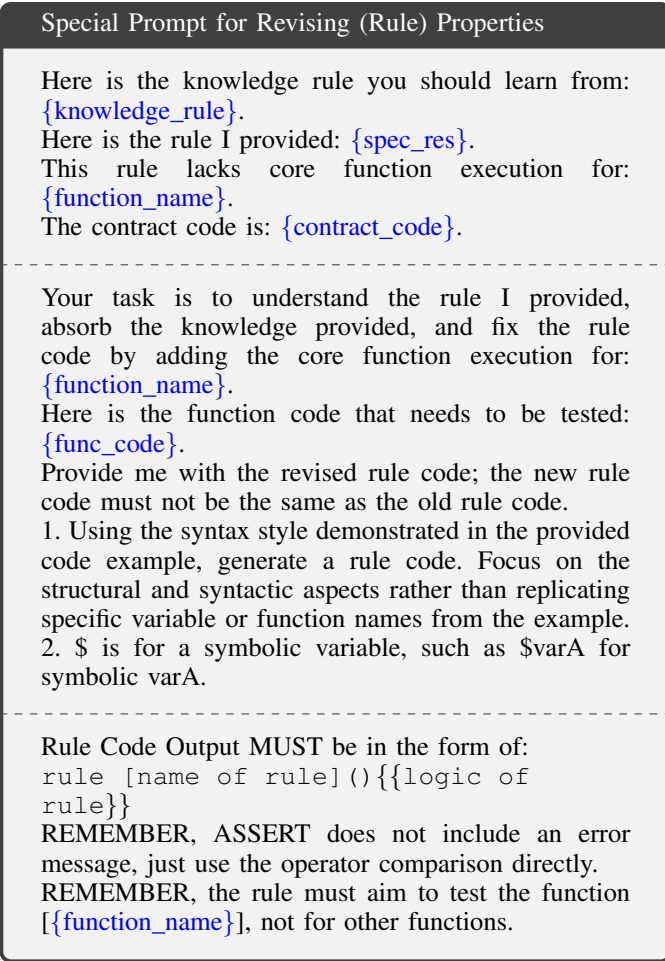 Special Prompt for Revising (Rule) Properties
Here is the knowledge rule you should learn from:
{knowledge_rule}.
Here is the rule I provided: {spec_res}.
This rule lacks core function execution for:
{function_name}.
The contract code is: {contract_code}.
Your task is to understand the rule I provided,
absorb the knowledge provided, and fix the rule
code by adding the core function execution for:
{function_name}.
Here is the function code that needs to be tested:
{func_code}.
Provide me with the revised rule code; the new rule
code must not be the same as the old rule code.
1. Using the syntax style demonstrated in the provided
code example, generate a rule code. Focus on the
structural and syntactic aspects rather than replicating
specific variable or function names from the example.
2. $ is for a symbolic variable, such as $varA for
symbolic varA.
Rule Code Output MUST be in the form of:
rule [name of rule](){{logic of
rule}}
REMEMBER, ASSERT does not include an error
message, just use the operator comparison directly.
REMEMBER, the rule must aim to test the function
[{function_name}], not for other functions.